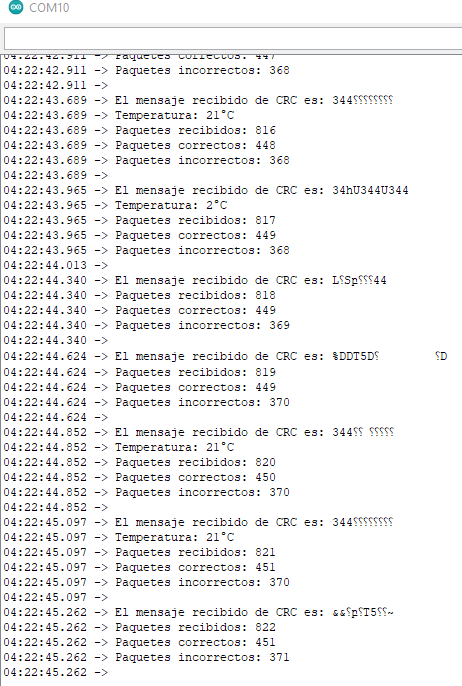 COM10
04:22:42.911 -> Paquetes correctos: 447
04:22:42.911 -> Paquetes incorrectos: 368
04:22:42.911 ->
04:22:43.689 -> El mensaje recibido de CRC es: 344⸮⸮⸮⸮⸮⸮⸮⸮
04:22:43.689 -> Temperatura: 21°C
04:22:43.689 -> Paquetes recibidos: 816
04:22:43.689 -> Paquetes correctos: 448
04:22:43.689 -> Paquetes incorrectos: 368
04:22:43.689 ->
04:22:43.965 -> El mensaje recibido de CRC es: 34hU344U344
04:22:43.965 -> Temperatura: 2°C
04:22:43.965 -> Paquetes recibidos: 817
04:22:43.965 -> Paquetes correctos: 449
04:22:43.965 -> Paquetes incorrectos: 368
04:22:44.013 ->
04:22:44.340 -> El mensaje recibido de CRC es: L⸮Sp⸮⸮⸮44
04:22:44.340 -> Paquetes recibidos: 818
04:22:44.340 -> Paquetes correctos: 449
04:22:44.340 -> Paquetes incorrectos: 369
04:22:44.340 ->
04:22:44.624 -> El mensaje recibido de CRC es: %DDT5D⸮        ⸮D
04:22:44.624 -> Paquetes recibidos: 819
04:22:44.624 -> Paquetes correctos: 449
04:22:44.624 -> Paquetes incorrectos: 370
04:22:44.624 ->
04:22:44.852 -> El mensaje recibido de CRC es: 344⸮⸮ ⸮⸮⸮⸮⸮
04:22:44.852 -> Temperatura: 21°C
04:22:44.852 -> Paquetes recibidos: 820
04:22:44.852 -> Paquetes correctos: 450
04:22:44.852 -> Paquetes incorrectos: 370
04:22:44.852 ->
04:22:45.097 -> El mensaje recibido de CRC es: 344⸮⸮⸮⸮⸮⸮⸮⸮
04:22:45.097 -> Temperatura: 21°C
04:22:45.097 -> Paquetes recibidos: 821
04:22:45.097 -> Paquetes correctos: 451
04:22:45.097 -> Paquetes incorrectos: 370
04:22:45.097 ->
04:22:45.262 -> El mensaje recibido de CRC es: &&⸮p⸮T5⸮⸮~
04:22:45.262 -> Paquetes recibidos: 822
04:22:45.262 -> Paquetes correctos: 451
04:22:45.262 -> Paquetes incorrectos: 371
04:22:45.262 ->